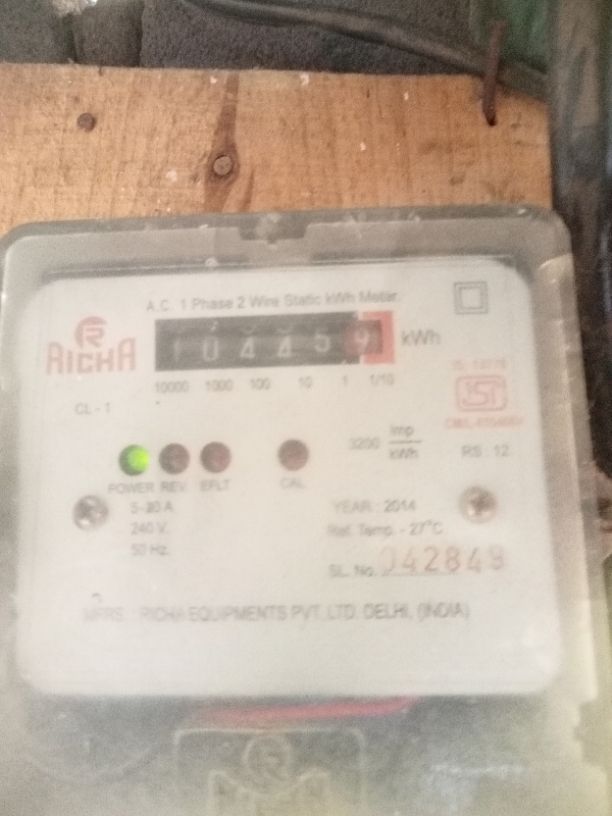 A.C. 1 Phase 2 Wire Static kWh Meter.
RICHA
1 0 4 4 5 9 kWh
10000 1000 100 10 1 1/10
CL - 1
3200 Imp
kWh
RS : 12
POWER REV EFLT CAL
5-20 A
240 V.
50 Hz.
YEAR : 2014
Ref. Temp. - 27°C
SL. No. 042849
MFRS. : RICHA EQUIPMENTS PVT. LTD. DELHI, (INDIA)